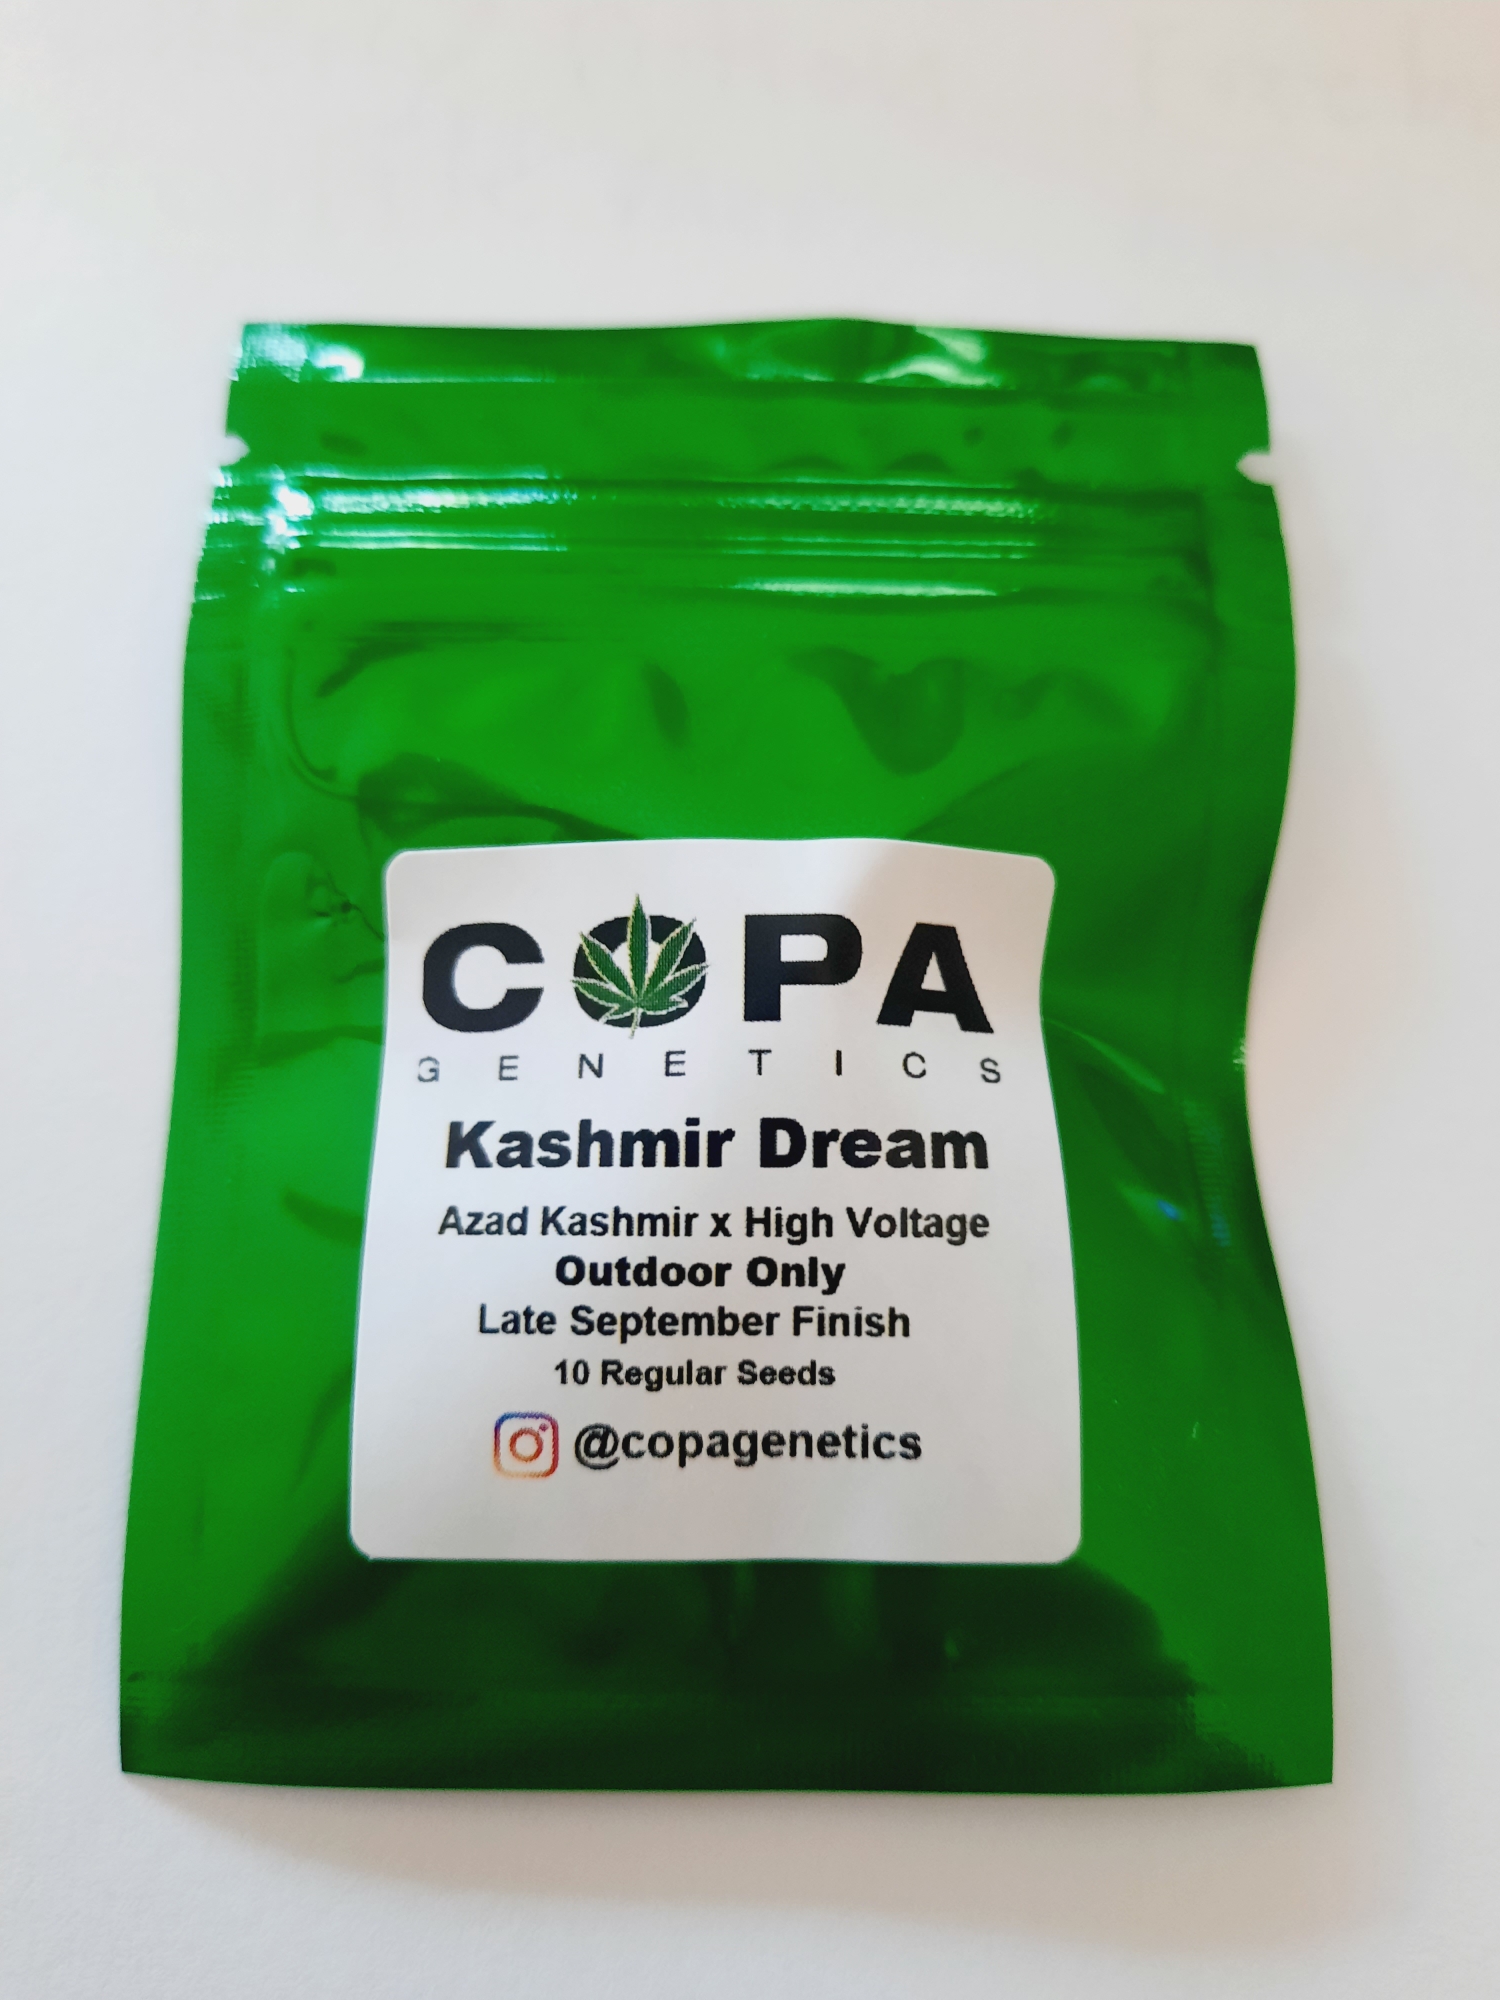 COPA
GENETICS
Kashmir Dream
Azad Kashmir x High Voltage
Outdoor Only
Late September Finish
10 Regular Seeds
@copagenetics